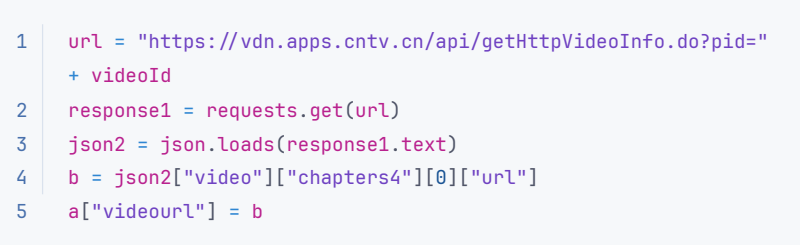 1 url = "https://vdn.apps.cntv.cn/api/getHttpVideoInfo.do?pid="
+ videoId
2 response1 = requests.get(url)
3 json2 = json.loads(response1.text)
4 b = json2["video"]["chapters4"][0]["url"]
5 a["videourl"] = b